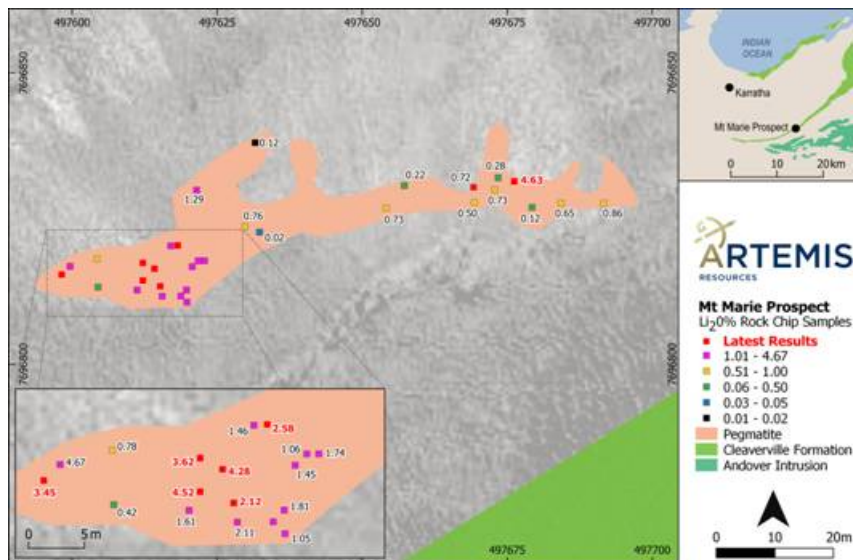 497600
497625
497650
497675
497700
7696850
7696800
0.12
1.29
0.76
0.02
0.22
0.73
0.72
0.28
4.63
0.50
0.73
0.12
0.65
0.86
1.46
2.58
0.78
1.06
1.74
3.62
4.28
1.45
4.67
3.45
4.52
2.12
0.42
1.61
1.81
2.11
1.05
0 5m
497675
497700
INDIAN
OCEAN
Karratha
Mt Marie Prospect
0 10 20km
ARTEMIS
RESOURCES
Mt Marie Prospect
Li20% Rock Chip Samples
Latest Results
1.01 - 4.67
0.51 - 1.00
0.06 - 0.50
0.03 - 0.05
0.01 - 0.02
Pegmatite
Cleaverville Formation
Andover Intrusion
0 10 20m